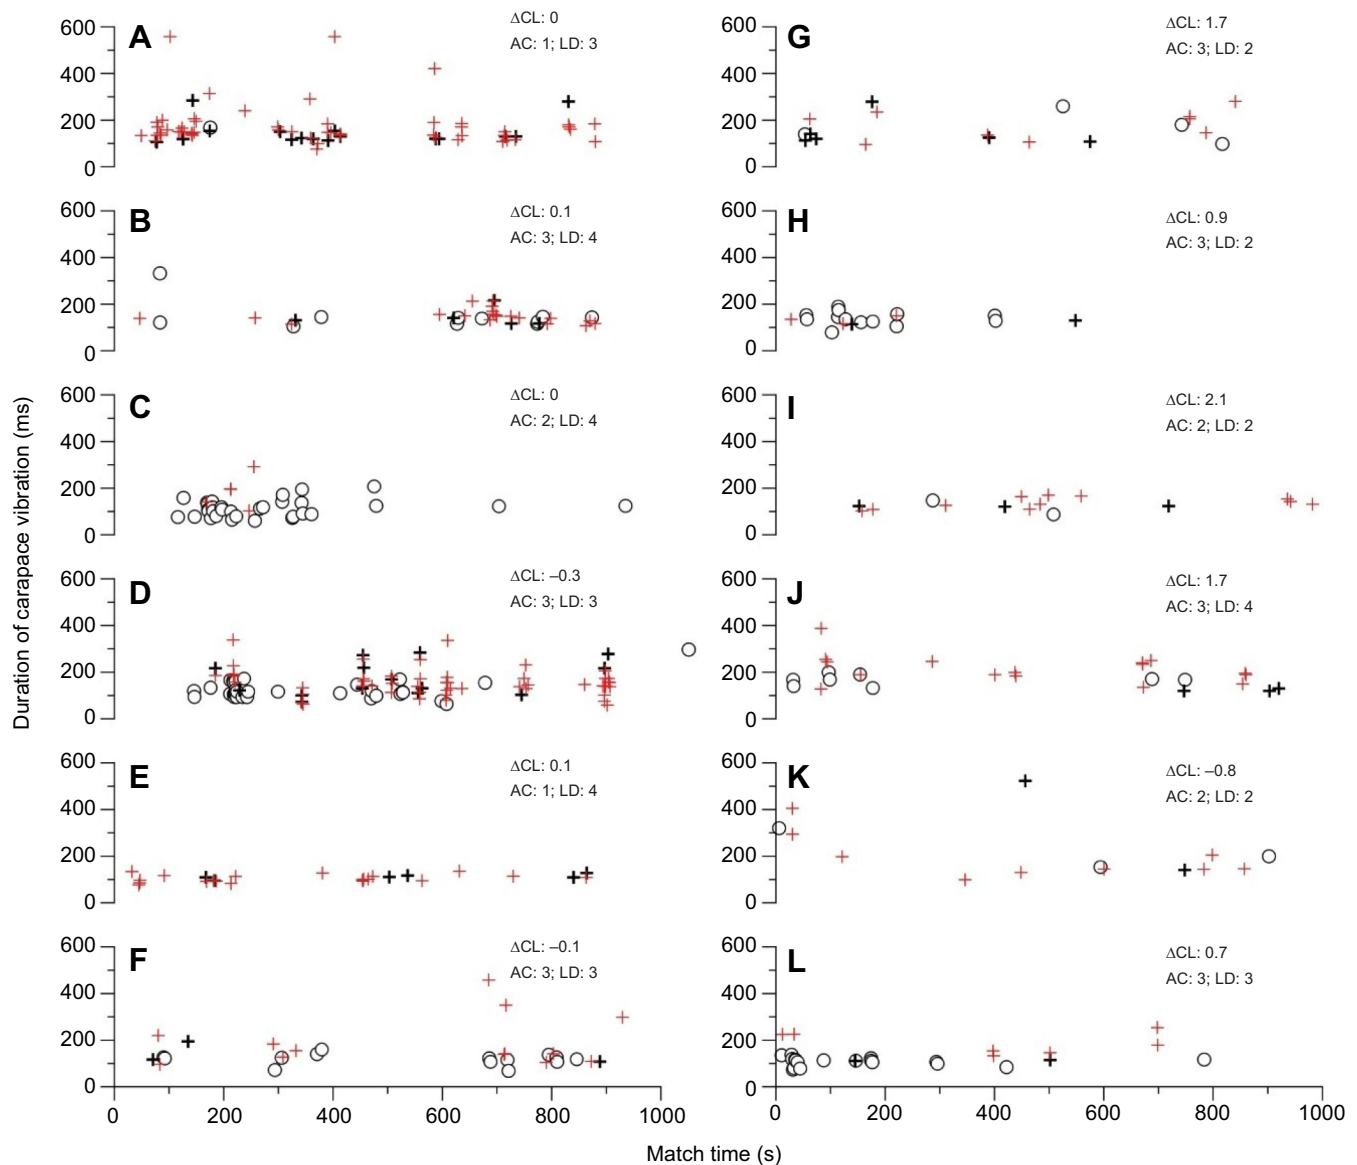 Duration of carapace vibration (ms)
A
ΔCL: 0
AC: 1; LD: 3
600
400
200
0
B
ΔCL: 0.1
AC: 3; LD: 4
600
400
200
0
C
ΔCL: 0
AC: 2; LD: 4
600
400
200
0
D
ΔCL: –0.3
AC: 3; LD: 3
600
400
200
0
E
ΔCL: 0.1
AC: 1; LD: 4
600
400
200
0
F
ΔCL: –0.1
AC: 3; LD: 3
600
400
200
0
0 200 400 600 800 1000
G
ΔCL: 1.7
AC: 3; LD: 2
600
400
200
0
H
ΔCL: 0.9
AC: 3; LD: 2
600
400
200
0
I
ΔCL: 2.1
AC: 2; LD: 2
600
400
200
0
J
ΔCL: 1.7
AC: 3; LD: 4
600
400
200
0
K
ΔCL: –0.8
AC: 2; LD: 2
600
400
200
0
L
ΔCL: 0.7
AC: 3; LD: 3
600
400
200
0
0 200 400 600 800 1000
Match time (s)